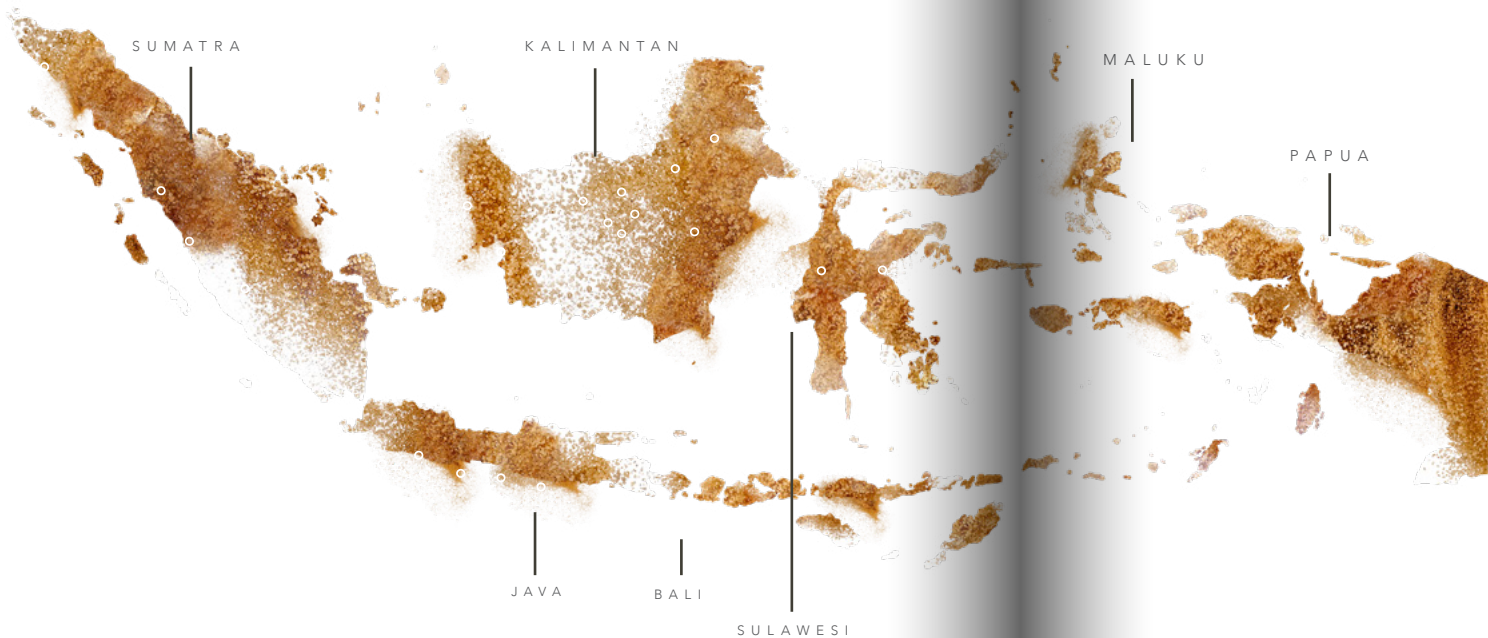 SUMATRA
KALIMANTAN
MALUKU
PAPUA
JAVA
BALI
SULAWESI